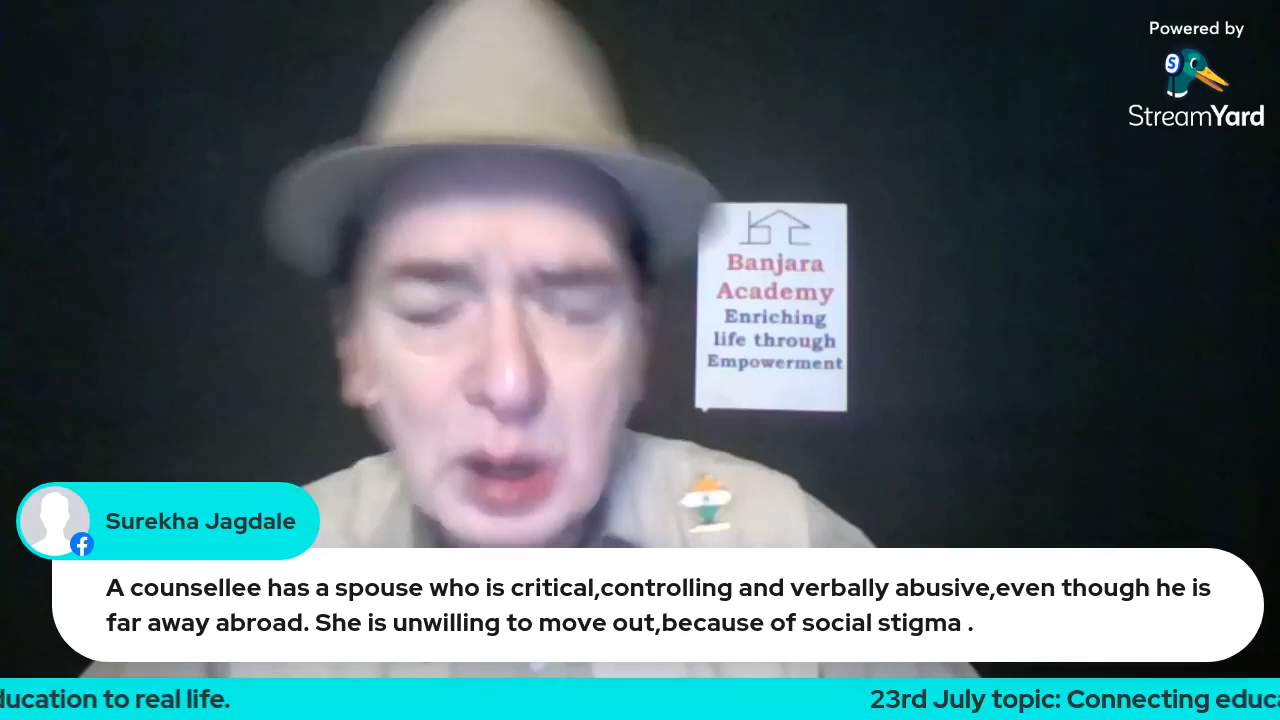 Powered by
S
StreamYard
Banjara
Academy
Enriching
life through
Empowerment
Surekha Jagdale
A counsellee has a spouse who is critical,controlling and verbally abusive,even though he is
far away abroad. She is unwilling to move out,because of social stigma .
ducation to real life.
23rd July topic: Connecting educa